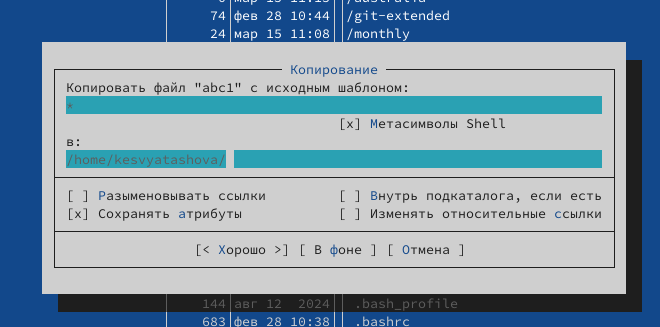 74 фев 28 10:44 /git-extended
24 мар 15 11:08 /monthly
Копирование
Копировать файл "abc1" с исходным шаблоном:
*
[x] Метасимволы Shell
в:
/home/kesvyatashova/
[ ] Разыменовывать ссылки [ ] Внутрь подкаталога, если есть
[x] Сохранять атрибуты [ ] Изменять относительные ссылки
[< Хорошо >] [ В фоне ] [ Отмена ]
144 авг 12 2024 .bash_profile
683 фев 28 10:38 .bashrc